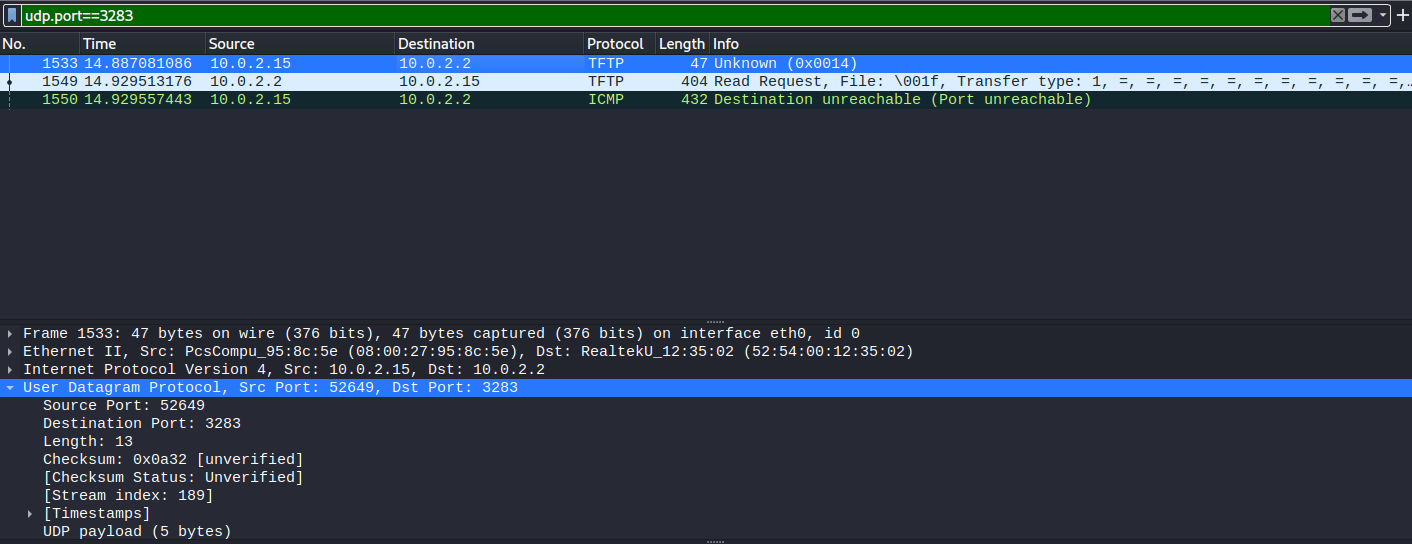 udp.port==3283
No. Time Source Destination Protocol Length Info
1533 14.887081086 10.0.2.15 10.0.2.2 TFTP 47 Unknown (0x0014)
1549 14.929513176 10.0.2.2 10.0.2.15 TFTP 404 Read Request, File: \001f, Transfer type: 1, =, =, =, =, =, =, =, =, =, =, =,…
1550 14.929557443 10.0.2.15 10.0.2.2 ICMP 432 Destination unreachable (Port unreachable)
Frame 1533: 47 bytes on wire (376 bits), 47 bytes captured (376 bits) on interface eth0, id 0
Ethernet II, Src: PcsCompu_95:8c:5e (08:00:27:95:8c:5e), Dst: RealtekU_12:35:02 (52:54:00:12:35:02)
Internet Protocol Version 4, Src: 10.0.2.15, Dst: 10.0.2.2
User Datagram Protocol, Src Port: 52649, Dst Port: 3283
Source Port: 52649
Destination Port: 3283
Length: 13
Checksum: 0x0a32 [unverified]
[Checksum Status: Unverified]
[Stream index: 189]
[Timestamps]
UDP payload (5 bytes)